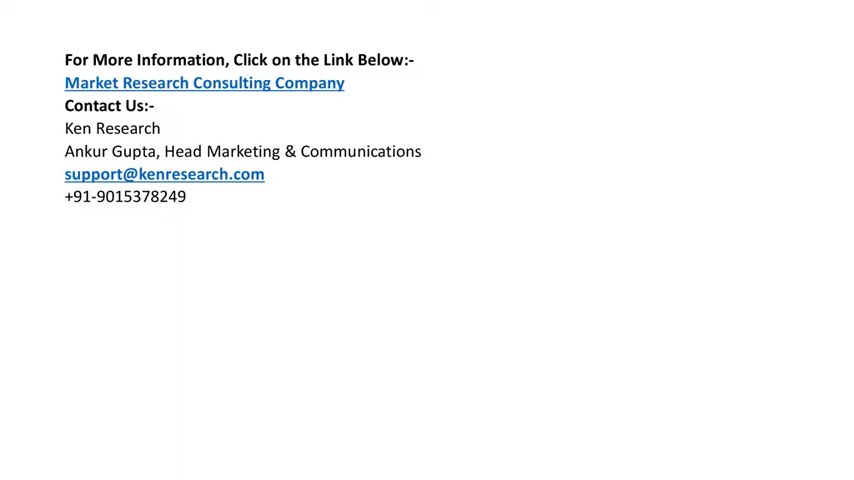 For More Information, Click on the Link Below:-
Market Research Consulting Company
Contact Us:-
Ken Research
Ankur Gupta, Head Marketing & Communications
support@kenresearch.com
+91-9015378249